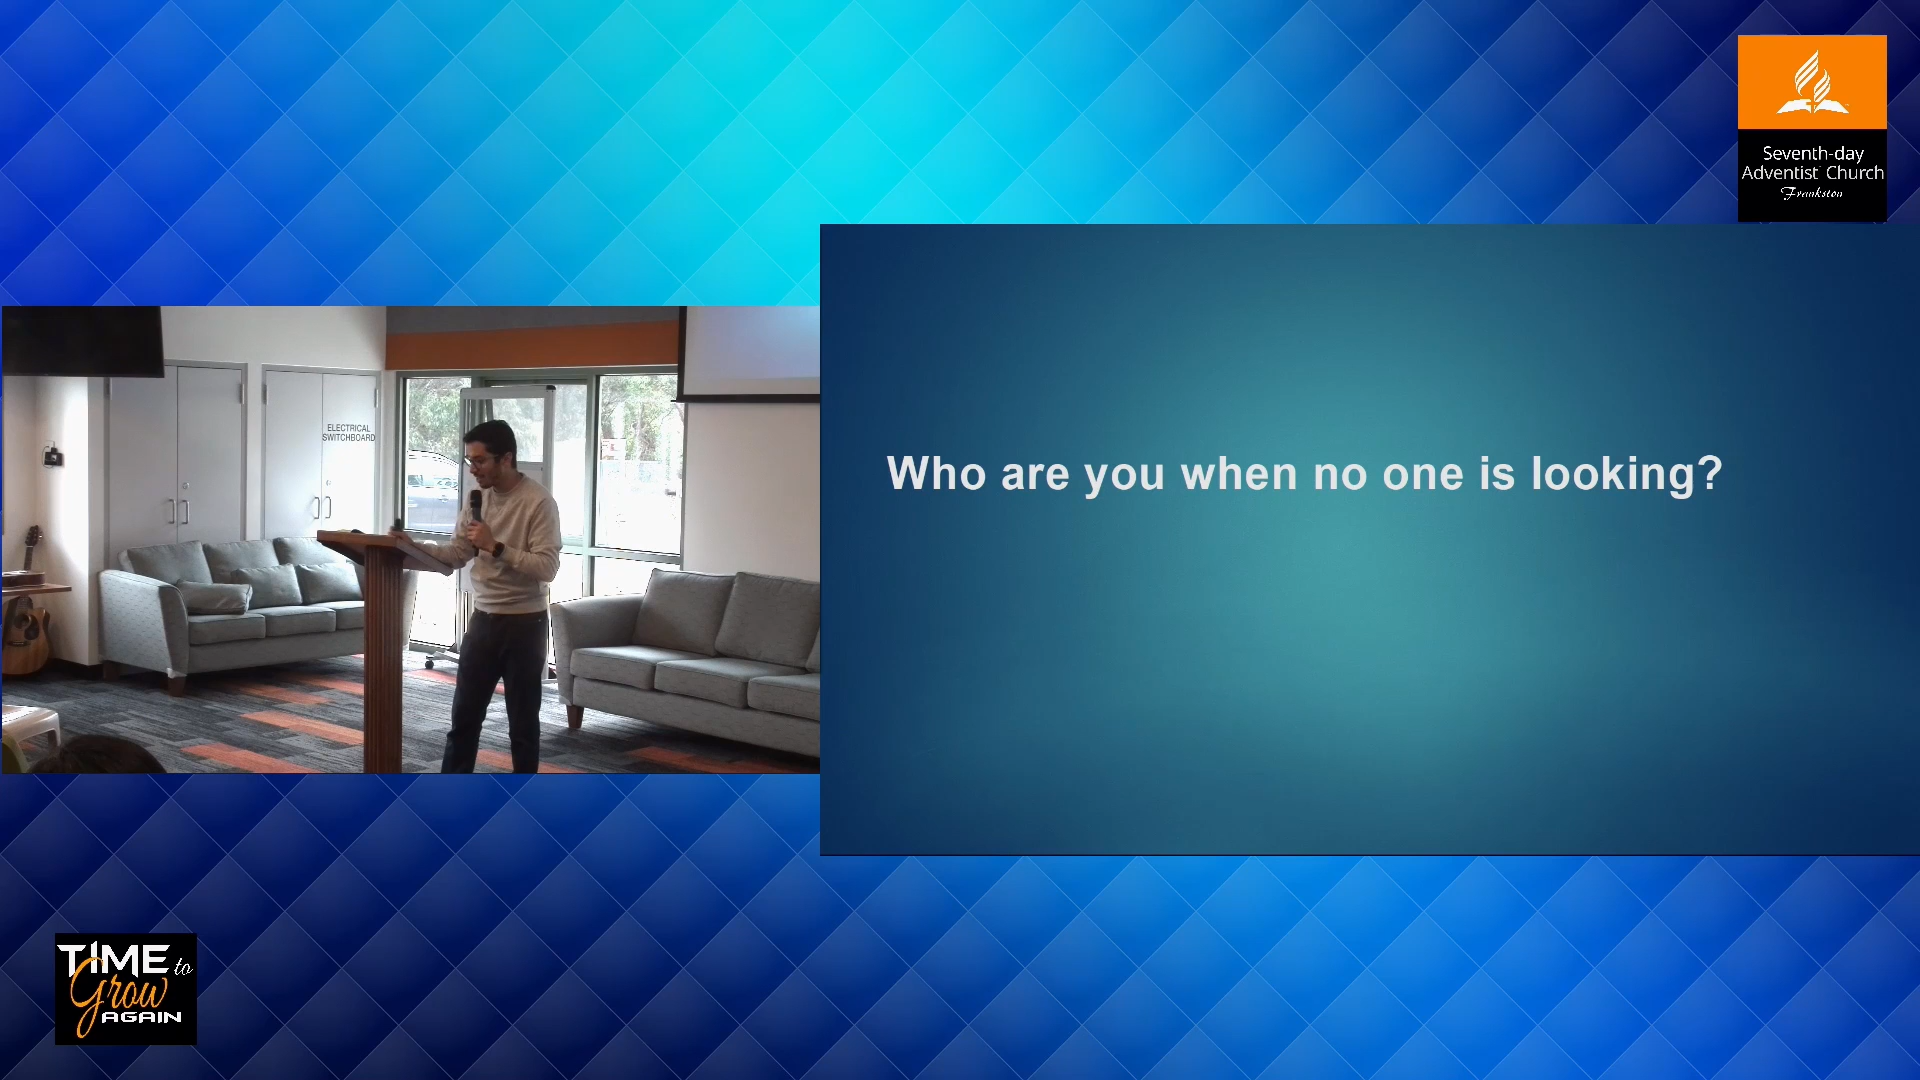 Seventh-day
Adventist Church
Frankston
ELECTRICAL
SWITCHBOARD
Who are you when no one is looking?
TIME to
Grow
AGAIN